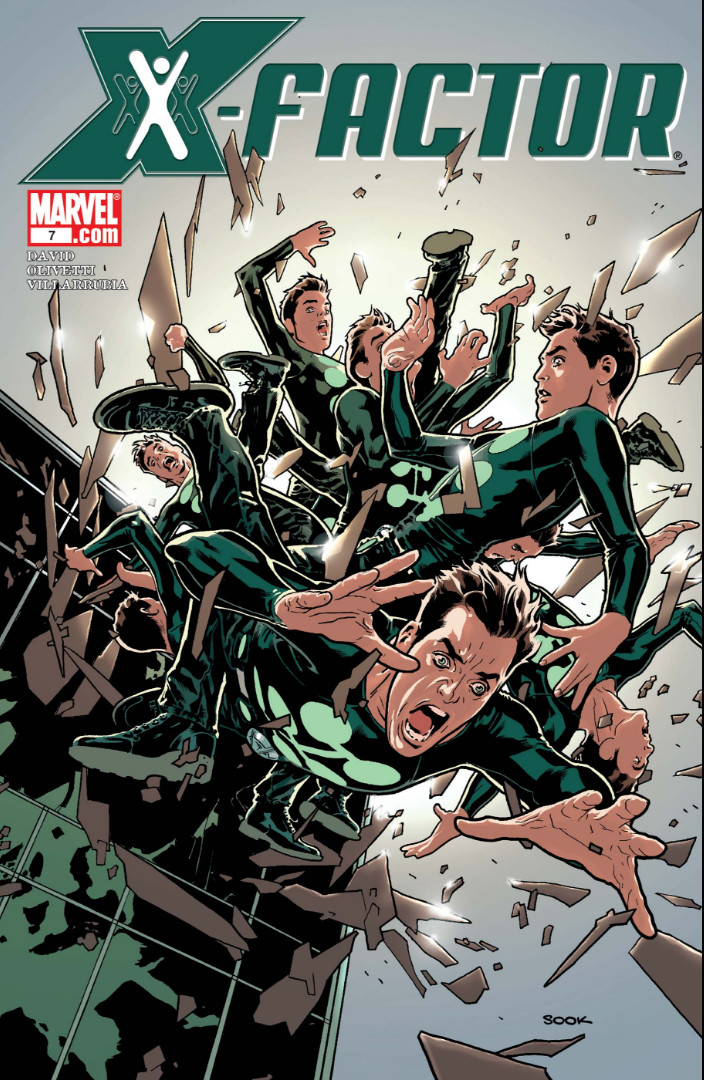 X-FACTOR®
MARVEL®
7 .com
DAVID
OLIVETTI
VILLARRUBIA
SOOK